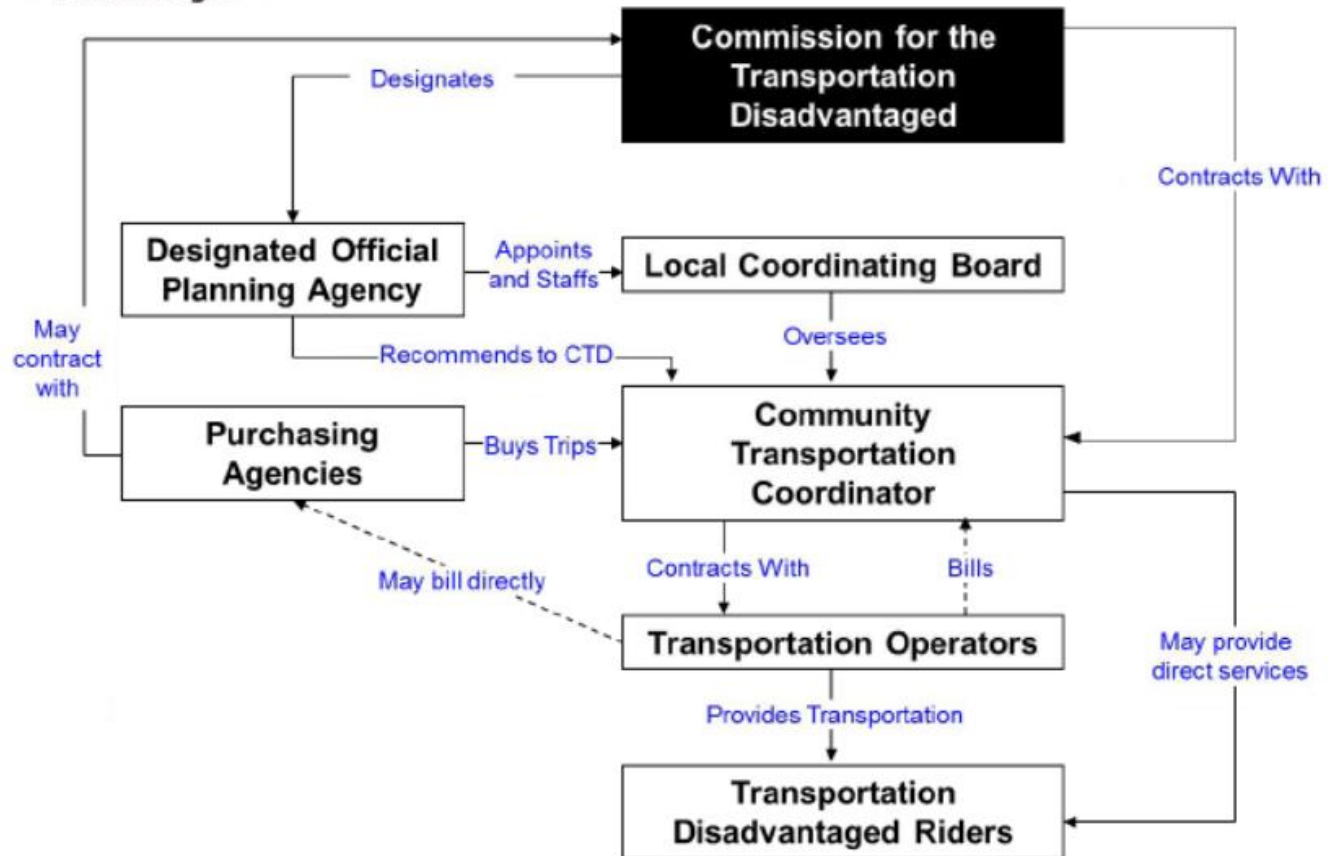 Commission for the
Transportation
Disadvantaged
Designates
Contracts With
Designated Official
Planning Agency
Appoints
and Staffs
Local Coordinating Board
May
contract
with
Recommends to CTD
Oversees
Purchasing
Agencies
Buys Trips
Community
Transportation
Coordinator
May bill directly
Contracts With
Bills
Transportation Operators
May provide
direct services
Provides Transportation
Transportation
Disadvantaged Riders